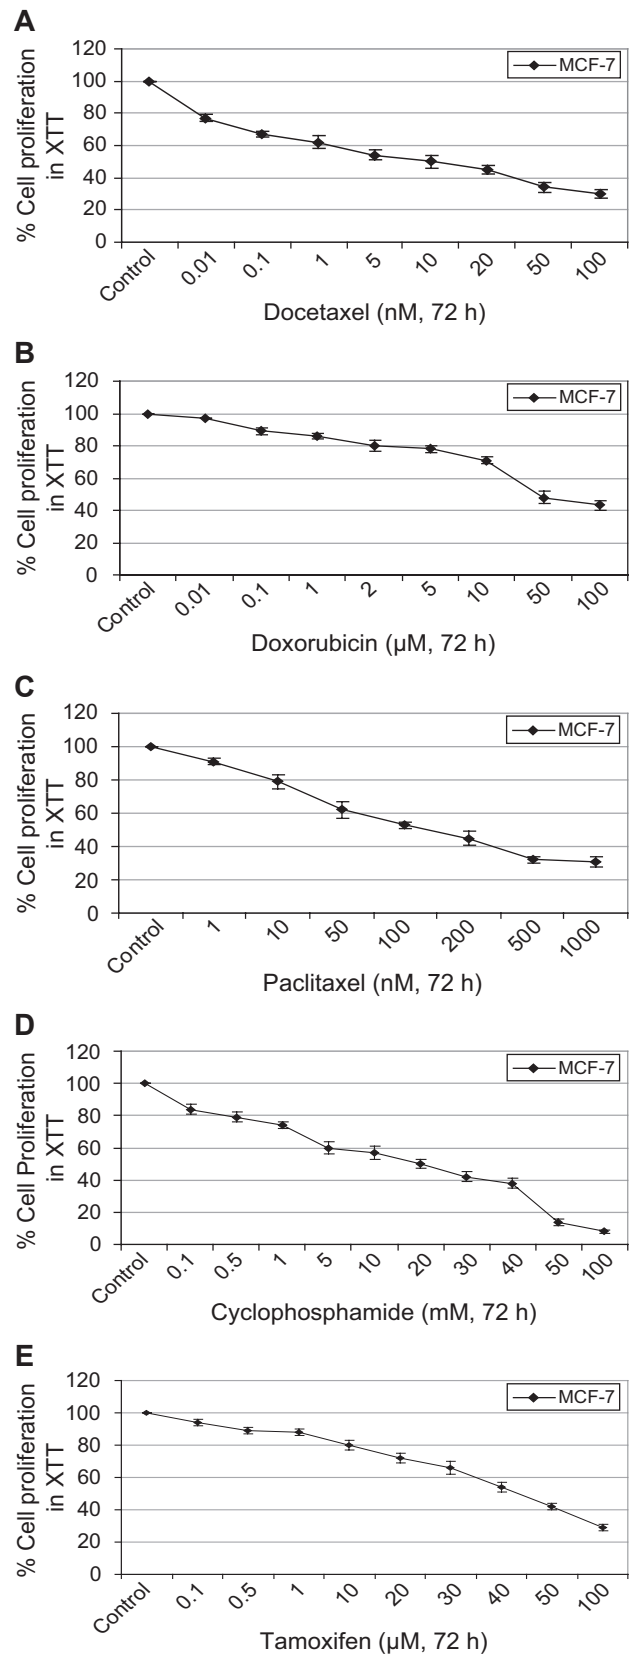 A
% Cell proliferation
in XTT
120
100
80
60
40
20
0
MCF-7
Control
0.01
0.1
1
5
10
20
50
100
Docetaxel (nM, 72 h)
B
% Cell proliferation
in XTT
120
100
80
60
40
20
0
MCF-7
Control
0.01
0.1
1
2
5
10
50
100
Doxorubicin (µM, 72 h)
C
% Cell proliferation
in XTT
120
100
80
60
40
20
0
MCF-7
Control
1
10
50
100
200
500
1000
Paclitaxel (nM, 72 h)
D
% Cell Proliferation
in XTT
120
100
80
60
40
20
0
MCF-7
Control
0.1
0.5
1
5
10
20
30
40
50
100
Cyclophosphamide (mM, 72 h)
E
% Cell proliferation
in XTT
120
100
80
60
40
20
0
MCF-7
Control
0.1
0.5
1
10
20
30
40
50
100
Tamoxifen (µM, 72 h)